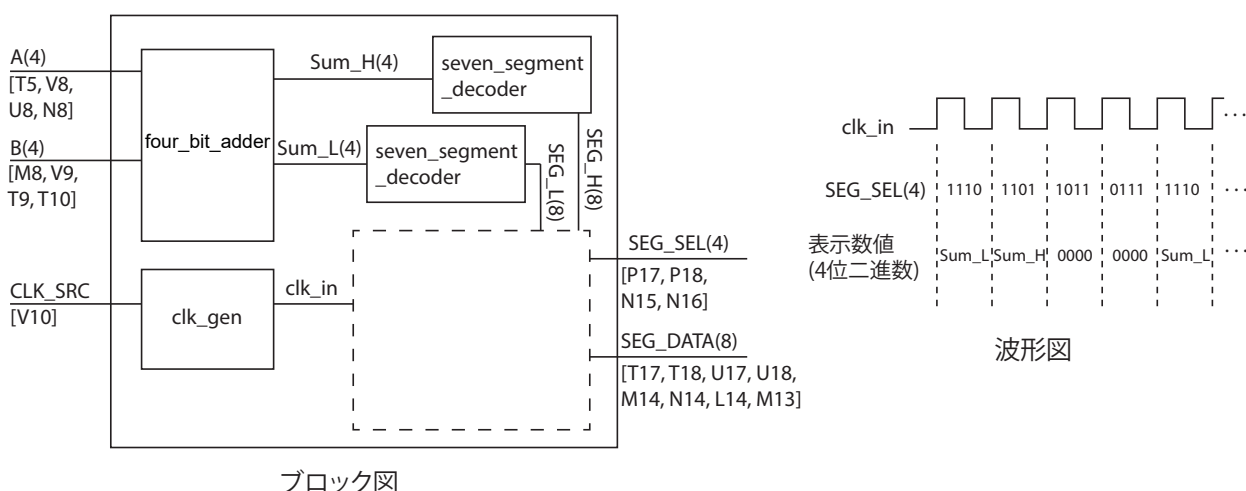 A(4)
[T5, V8,
U8, N8]
B(4)
[M8, V9,
T9, T10]
four_bit_adder
Sum_H(4)
seven_segment
_decoder
Sum_L(4)
seven_segment
_decoder
SEG_L(8)
SEG_H(8)
CLK_SRC
[V10]
clk_gen
clk_in
SEG_SEL(4)
[P17, P18,
N15, N16]
SEG_DATA(8)
[T17, T18, U17, U18,
M14, N14, L14, M13]
ブロック図
clk_in
···
SEG_SEL(4) 1110 1101 1011 0111 1110 ···
表示数値
(4位二進数)
Sum_L Sum_H 0000 0000 Sum_L ···
波形図